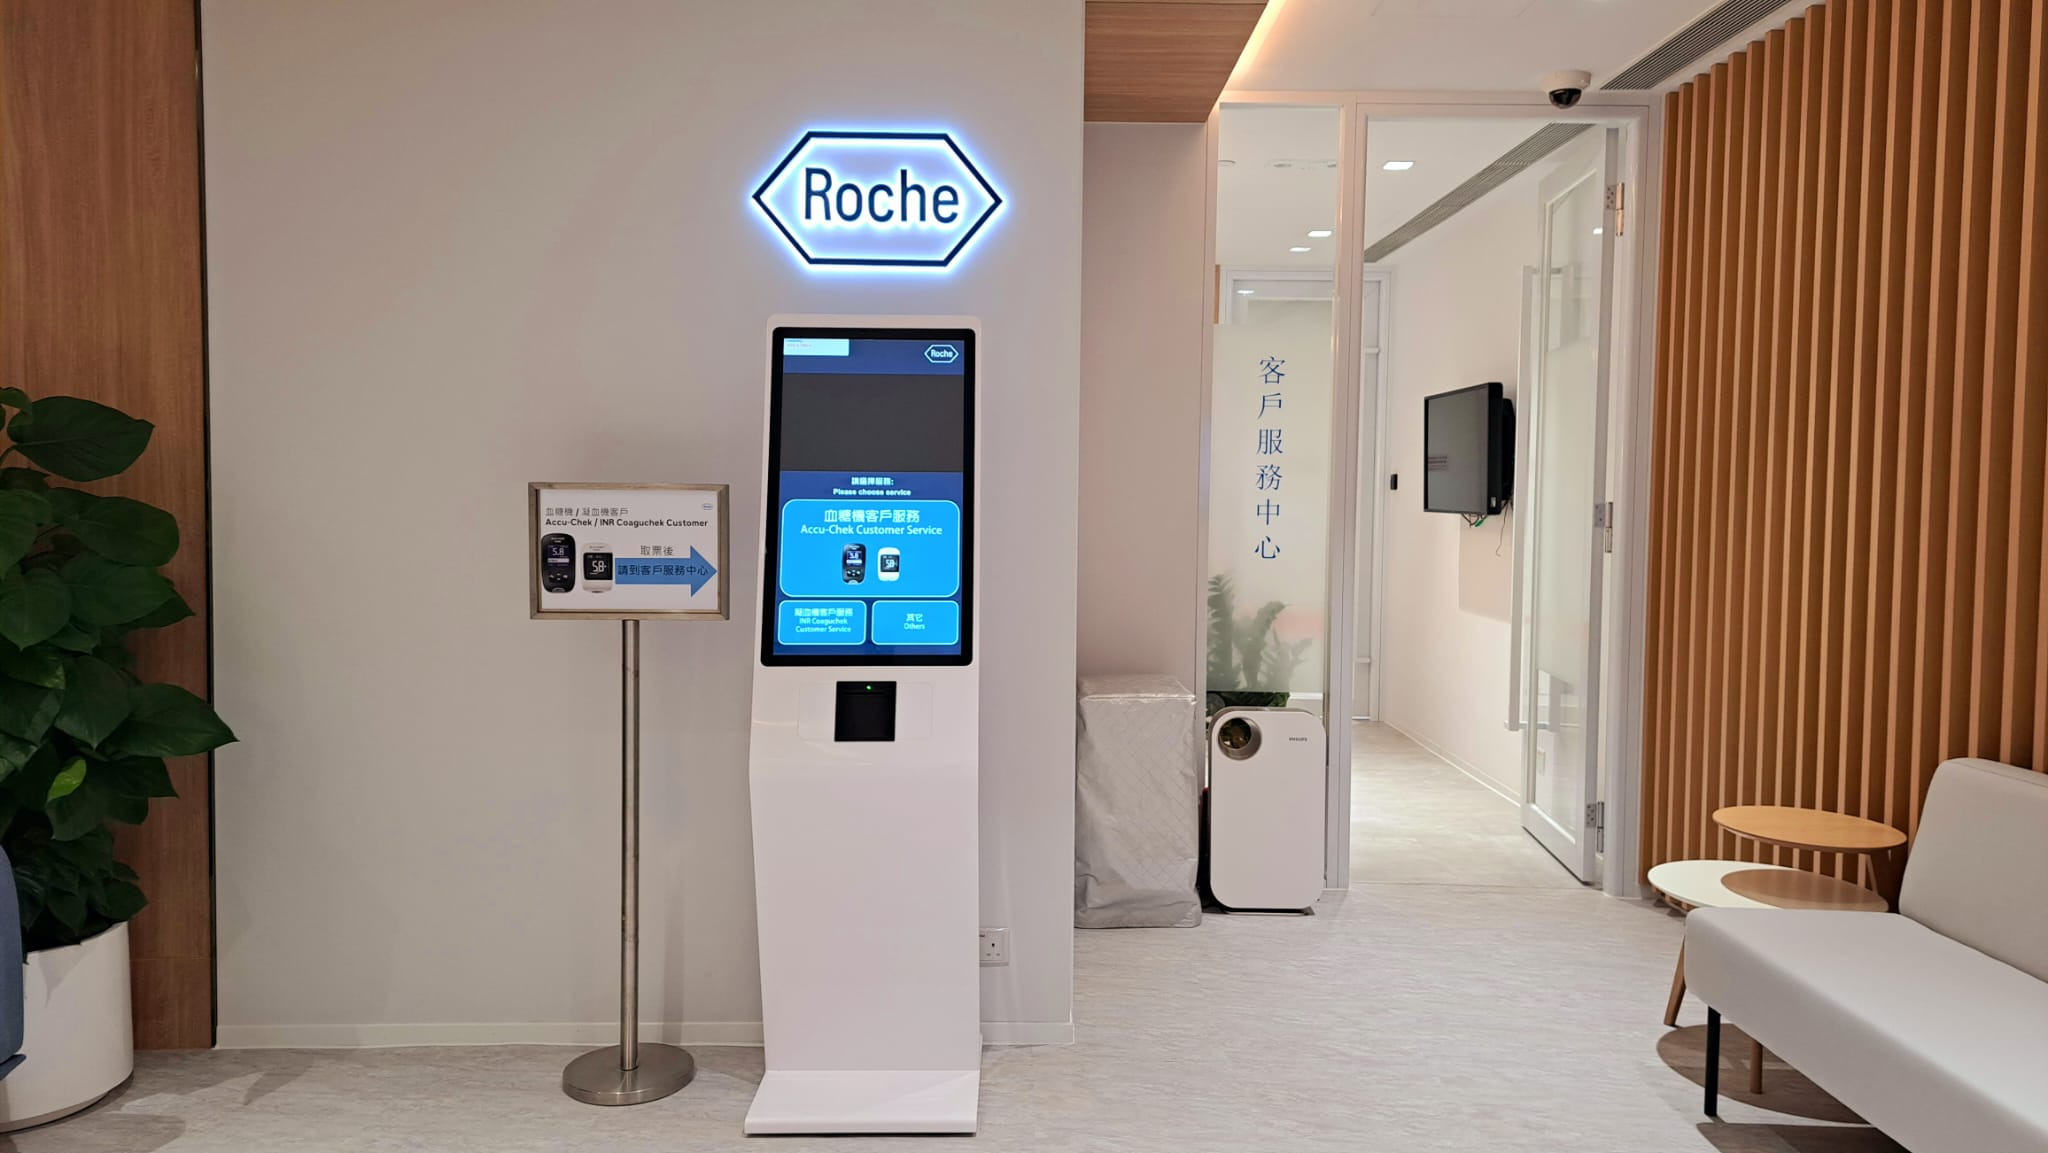 Roche
Roche
請選擇服務:
Please choose service
血糖機客戶服務
Accu-Chek Customer Service
5.8
5.8
凝血機客戶服務
INR Coaguchek
Customer Service
其它
Others
血糖機 / 凝血機客戶
Accu-Chek / INR Coaguchek Customer
5.8
5.8
取票後
請到客戶服務中心
客戶服務中心
PHILIPS